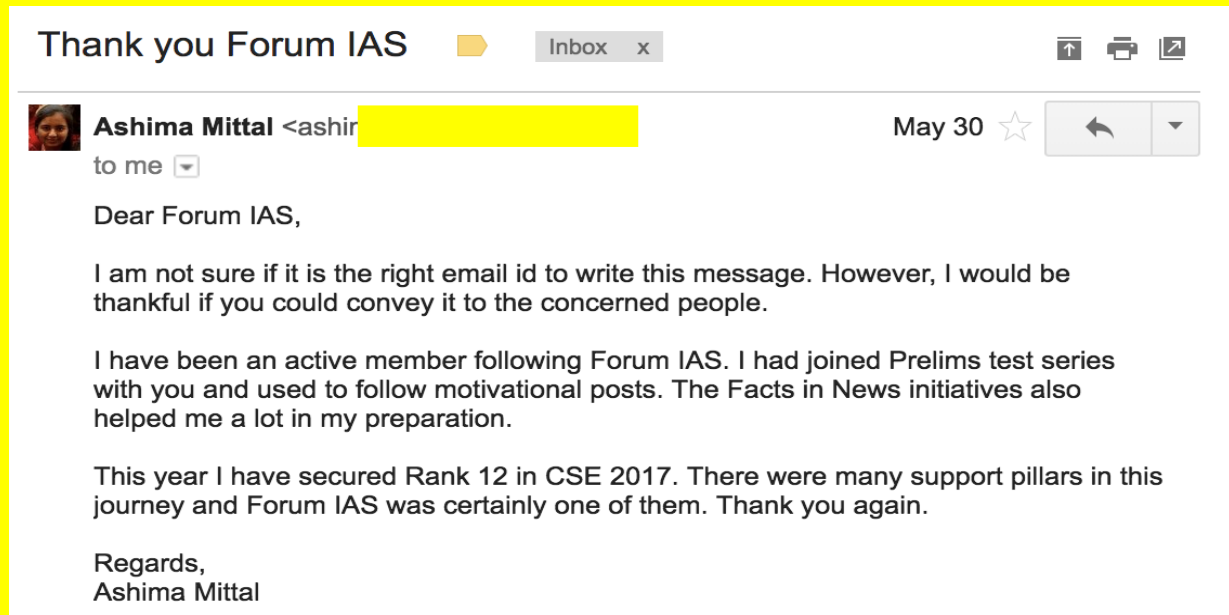 Thank you Forum IAS
Inbox x
Ashima Mittal <ashir
May 30
to me
Dear Forum IAS,
I am not sure if it is the right email id to write this message. However, I would be
thankful if you could convey it to the concerned people.
I have been an active member following Forum IAS. I had joined Prelims test series
with you and used to follow motivational posts. The Facts in News initiatives also
helped me a lot in my preparation.
This year I have secured Rank 12 in CSE 2017. There were many support pillars in this
journey and Forum IAS was certainly one of them. Thank you again.
Regards,
Ashima Mittal